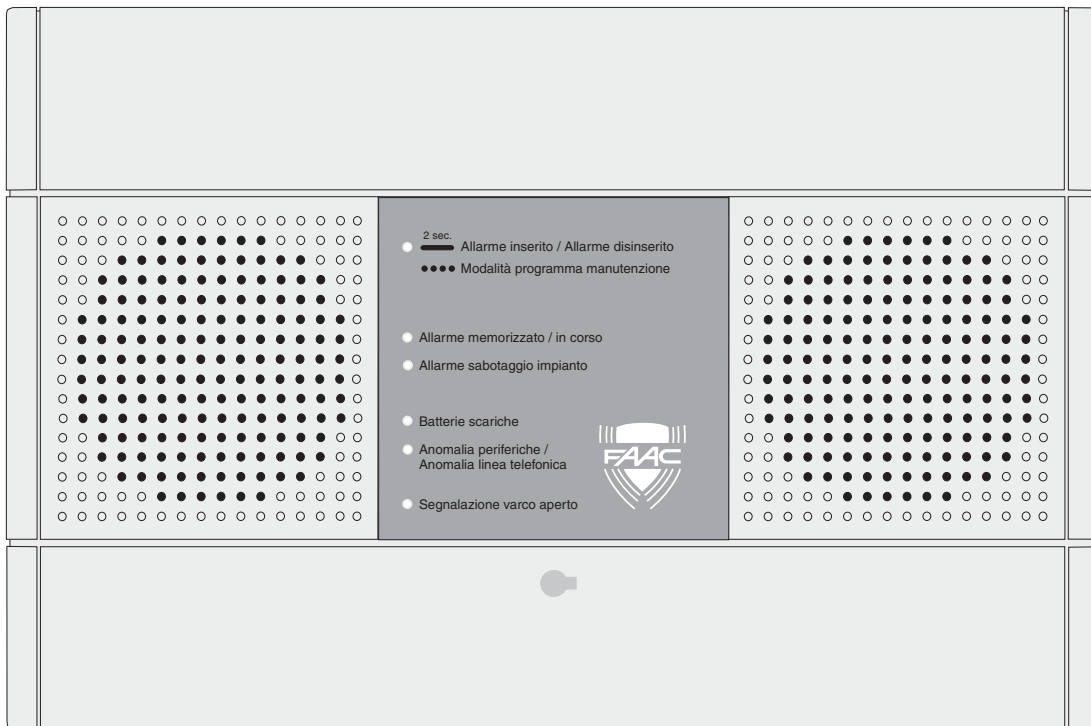 2 sec.
Allarme inserito / Allarme disinserito
Modalità programma manutenzione
Allarme memorizzato / in corso
Allarme sabotaggio impianto
Batterie scariche
Anomalia periferiche /
Anomalia linea telefonica
FAAC
Segnalazione varco aperto